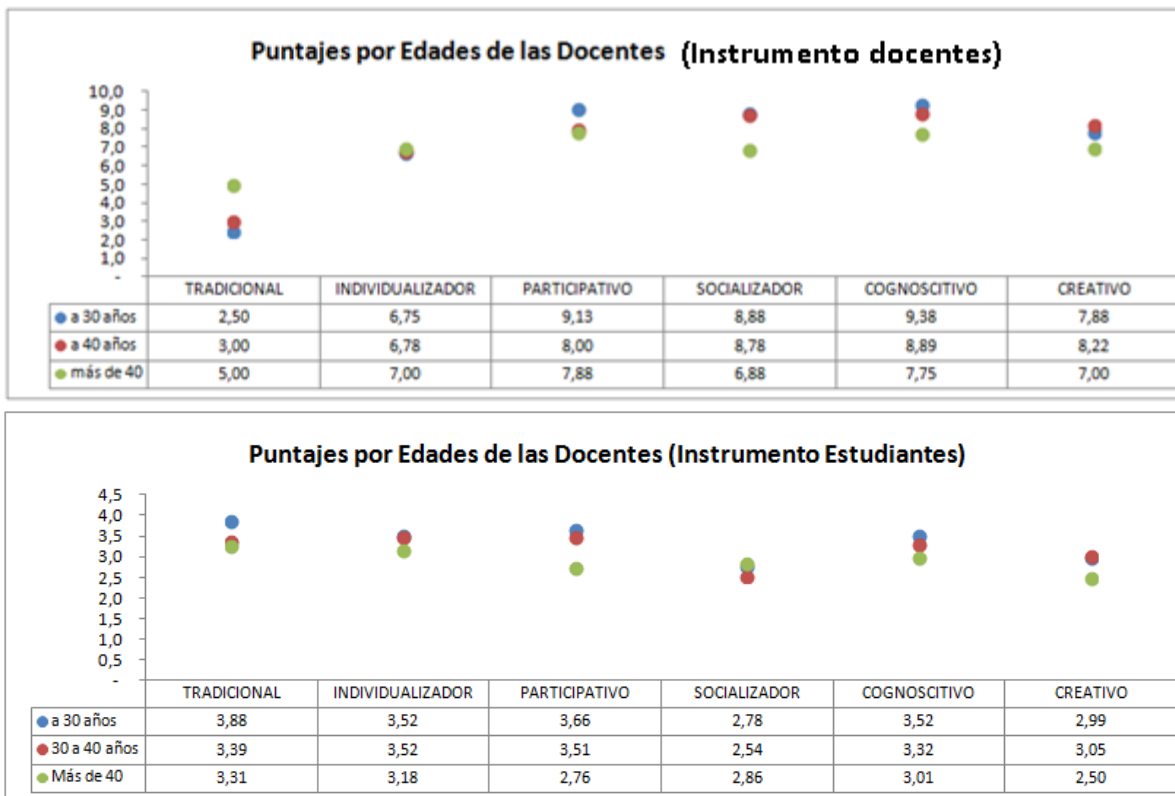 Puntajes por Edades de las Docentes (Instrumento docentes)
10,0
9,0
8,0
7,0
6,0
5,0
4,0
3,0
2,0
1,0
-
TRADICIONAL INDIVIDUALIZADOR PARTICIPATIVO SOCIALIZADOR COGNOSCITIVO CREATIVO
a 30 años 2,50 6,75 9,13 8,88 9,38 7,88
a 40 años 3,00 6,78 8,00 8,78 8,89 8,22
más de 40 5,00 7,00 7,88 6,88 7,75 7,00
Puntajes por Edades de las Docentes (Instrumento Estudiantes)
4,5
4,0
3,5
3,0
2,5
2,0
1,5
1,0
0,5
-
TRADICIONAL INDIVIDUALIZADOR PARTICIPATIVO SOCIALIZADOR COGNOSCITIVO CREATIVO
a 30 años 3,88 3,52 3,66 2,78 3,52 2,99
30 a 40 años 3,39 3,52 3,51 2,54 3,32 3,05
Más de 40 3,31 3,18 2,76 2,86 3,01 2,50